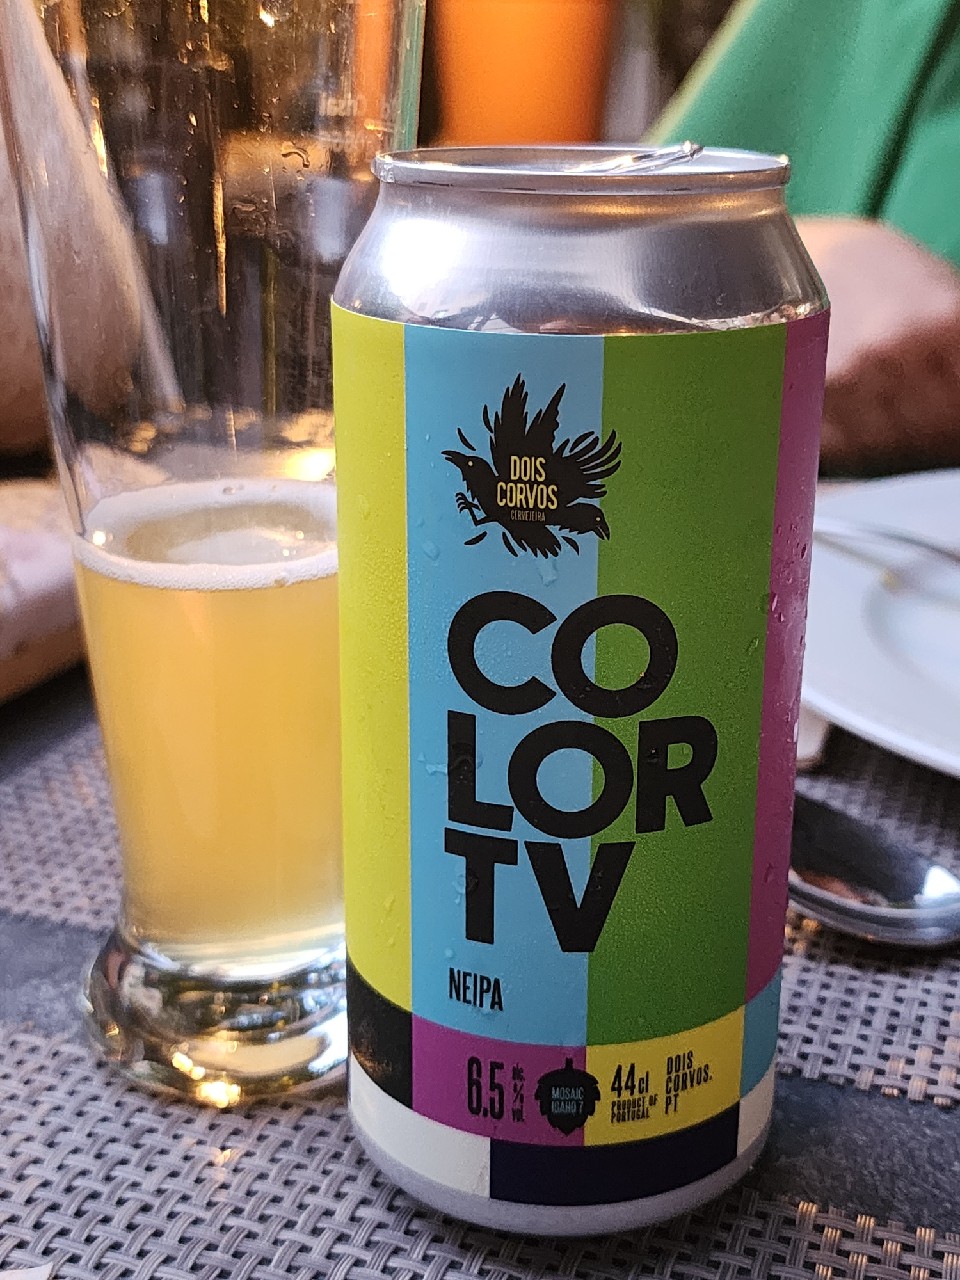 DOIS
CORVOS
CERVEJEIRA
CO
LOR
TV
NEIPA
6.5 Alc. % Vol.
MOSAIC
IDAHO 7
44cl
PRODUCT OF
PORTUGAL
DOIS
CORVOS.
PT